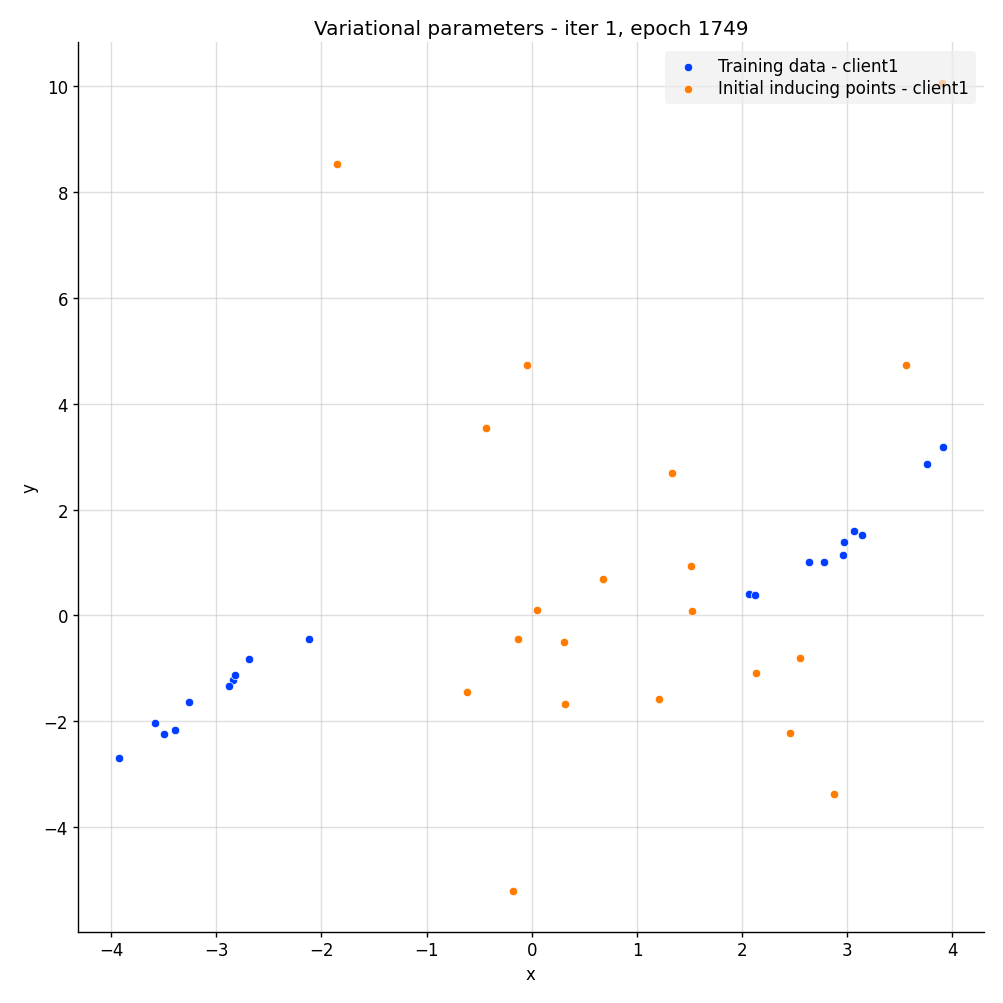 Variational parameters - iter 1, epoch 1749
Training data - client1
Initial inducing points - client1
10
8
6
4
2
0
−2
−4
y
−4 −3 −2 −1 0 1 2 3 4
x